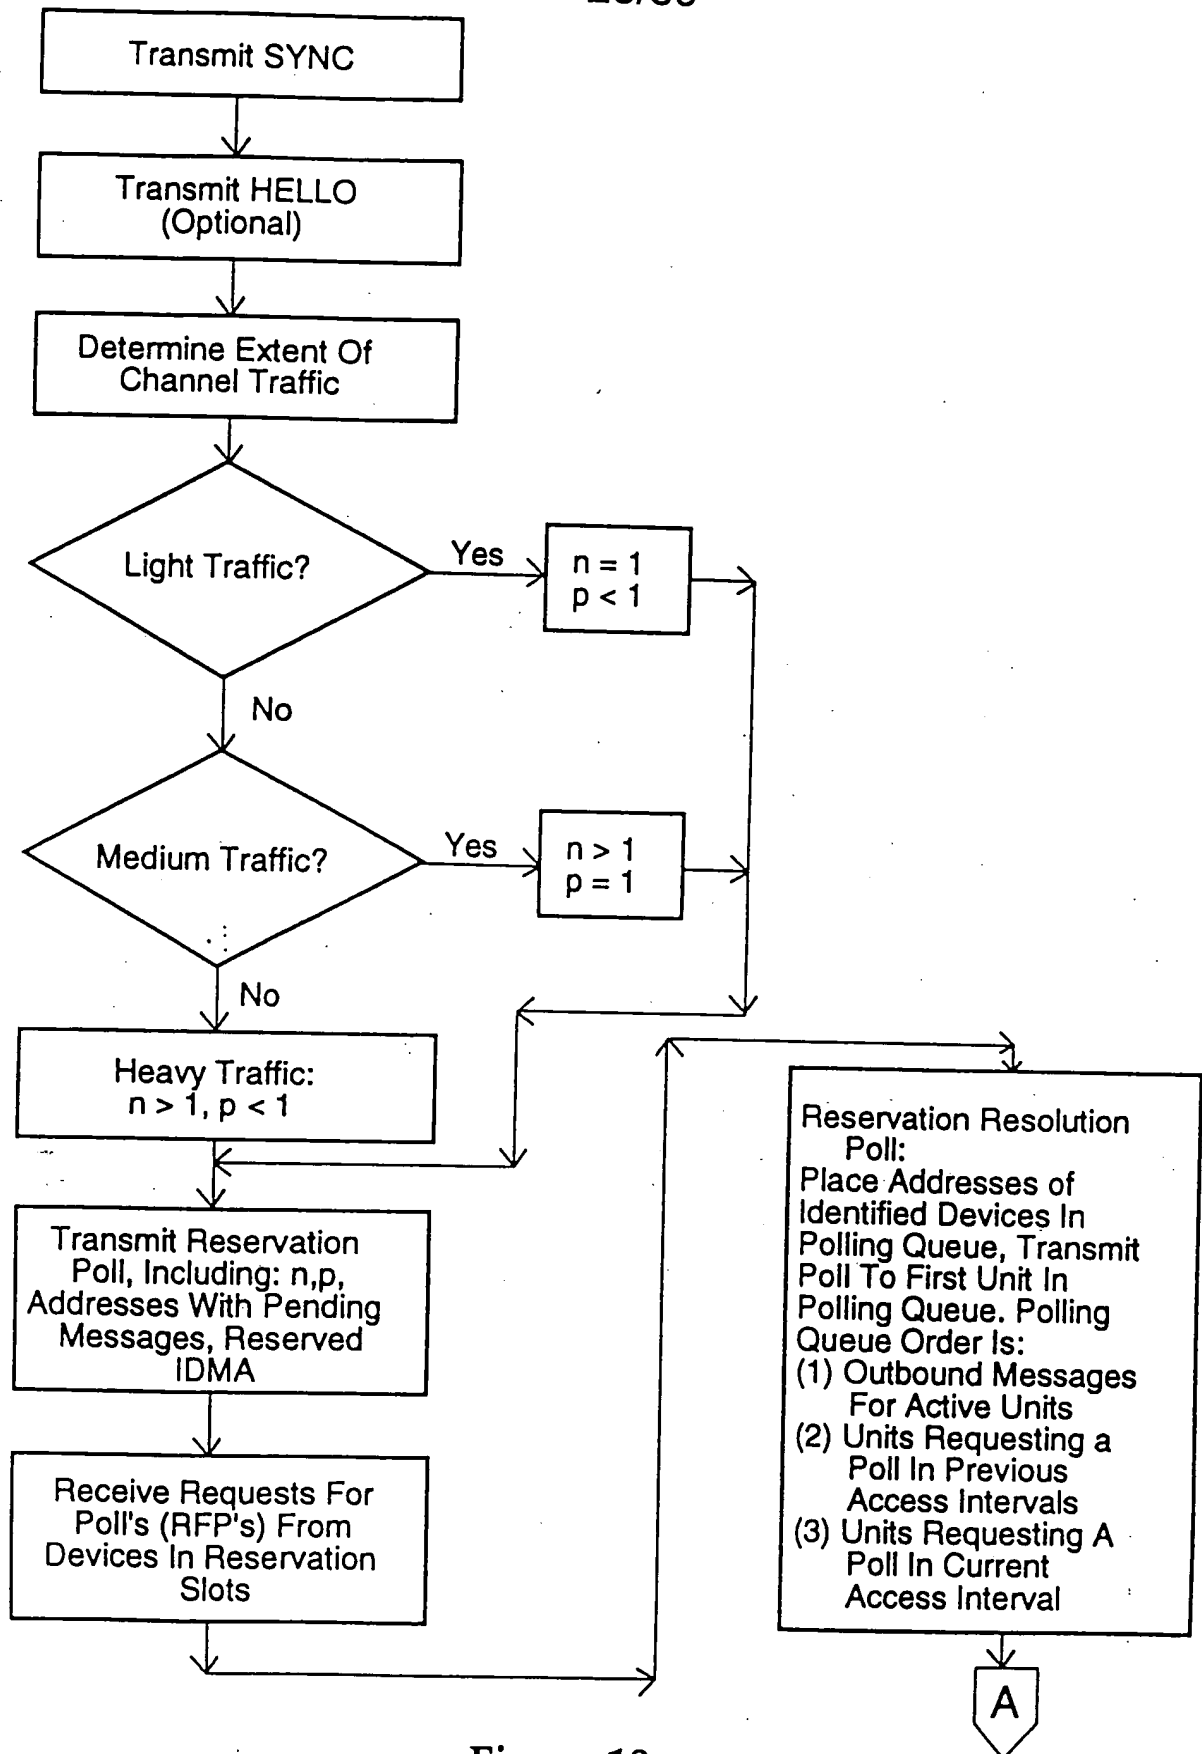 Transmit SYNC
Transmit HELLO
(Optional)
Determine Extent Of
Channel Traffic
Light Traffic?
Yes
n = 1
p < 1
No
Medium Traffic?
Yes
n > 1
p = 1
No
Heavy Traffic:
n > 1, p < 1
Transmit Reservation
Poll, Including: n,p,
Addresses With Pending
Messages, Reserved
IDMA
Receive Requests For
Poll's (RFP's) From
Devices In Reservation
Slots
Reservation Resolution
Poll:
Place Addresses of
Identified Devices In
Polling Queue, Transmit
Poll To First Unit In
Polling Queue. Polling
Queue Order Is:
(1) Outbound Messages
For Active Units
(2) Units Requesting a
Poll In Previous
Access Intervals
(3) Units Requesting A
Poll In Current
Access Interval
A